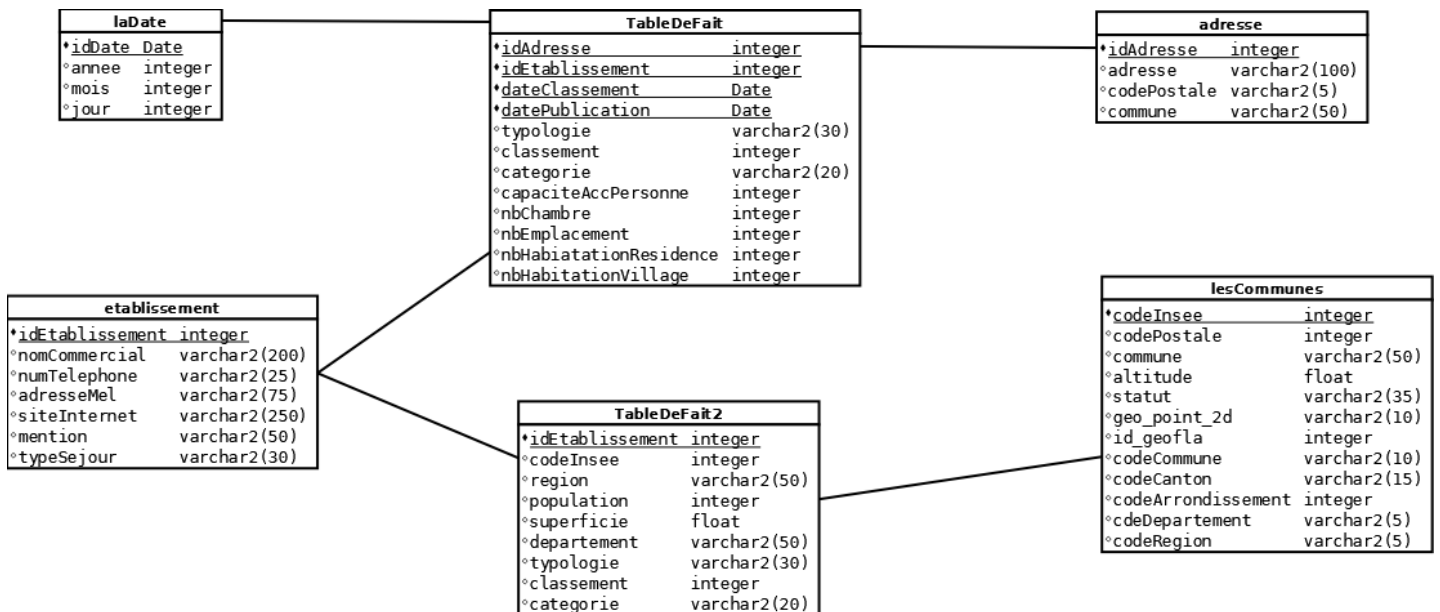 laDate
idDate Date
annee integer
mois integer
jour integer
TableDeFait
idAdresse integer
idEtablissement integer
dateClassement Date
datePublication Date
typologie varchar2(30)
classement integer
categorie varchar2(20)
capaciteAccPersonne integer
nbChambre integer
nbEmplacement integer
nbHabiatationResidence integer
nbHabitationVillage integer
adresse
idAdresse integer
adresse varchar2(100)
codePostale varchar2(5)
commune varchar2(50)
etablissement
idEtablissement integer
nomCommercial varchar2(200)
numTelephone varchar2(25)
adresseMel varchar2(75)
siteInternet varchar2(250)
mention varchar2(50)
typeSejour varchar2(30)
TableDeFait2
idEtablissement integer
codeInsee integer
region varchar2(50)
population integer
superficie float
departement varchar2(50)
typologie varchar2(30)
classement integer
categorie varchar2(20)
lesCommunes
codeInsee integer
codePostale integer
commune varchar2(50)
altitude float
statut varchar2(35)
geo_point_2d varchar2(10)
id_geofla integer
codeCommune varchar2(10)
codeCanton varchar2(15)
codeArrondissement integer
cdeDepartement varchar2(5)
codeRegion varchar2(5)